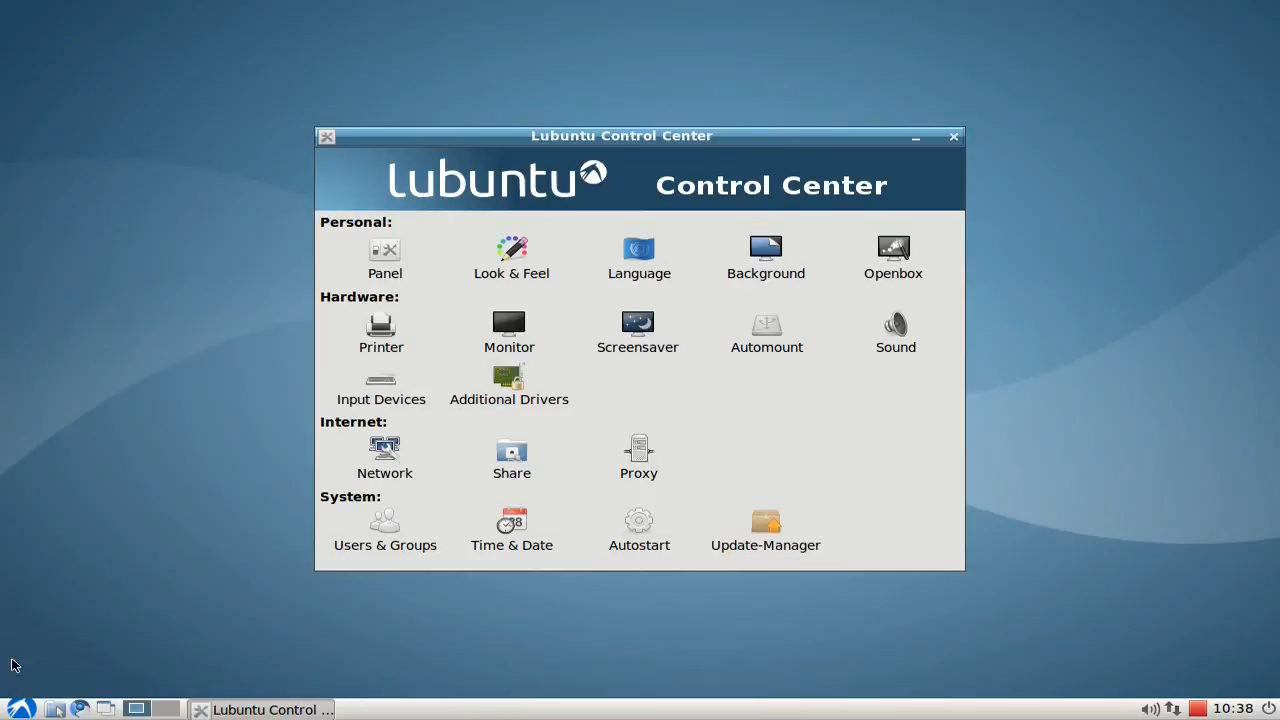 Lubuntu Control Center
lubuntu Control Center
Personal:
Panel Look & Feel Language Background Openbox
Hardware:
Printer Monitor Screensaver Automount Sound
Input Devices Additional Drivers
Internet:
Network Share Proxy
System:
28
Users & Groups Time & Date Autostart Update-Manager
Lubuntu Control ... 10:38